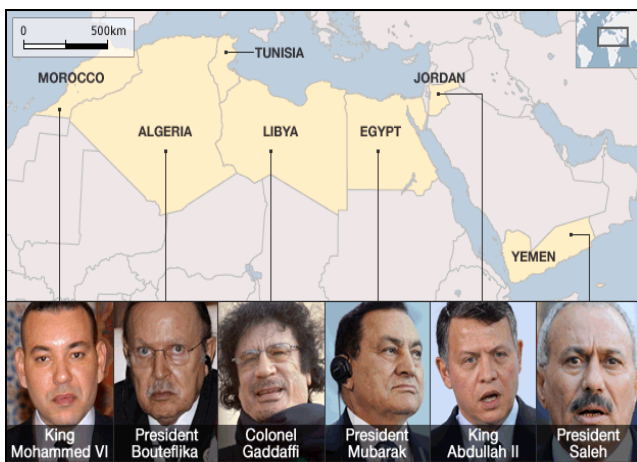 0 500km
TUNISIA
MOROCCO
JORDAN
ALGERIA
LIBYA
EGYPT
YEMEN
King
Mohammed VI
President
Bouteflika
Colonel
Gaddaffi
President
Mubarak
King
Abdullah II
President
Saleh